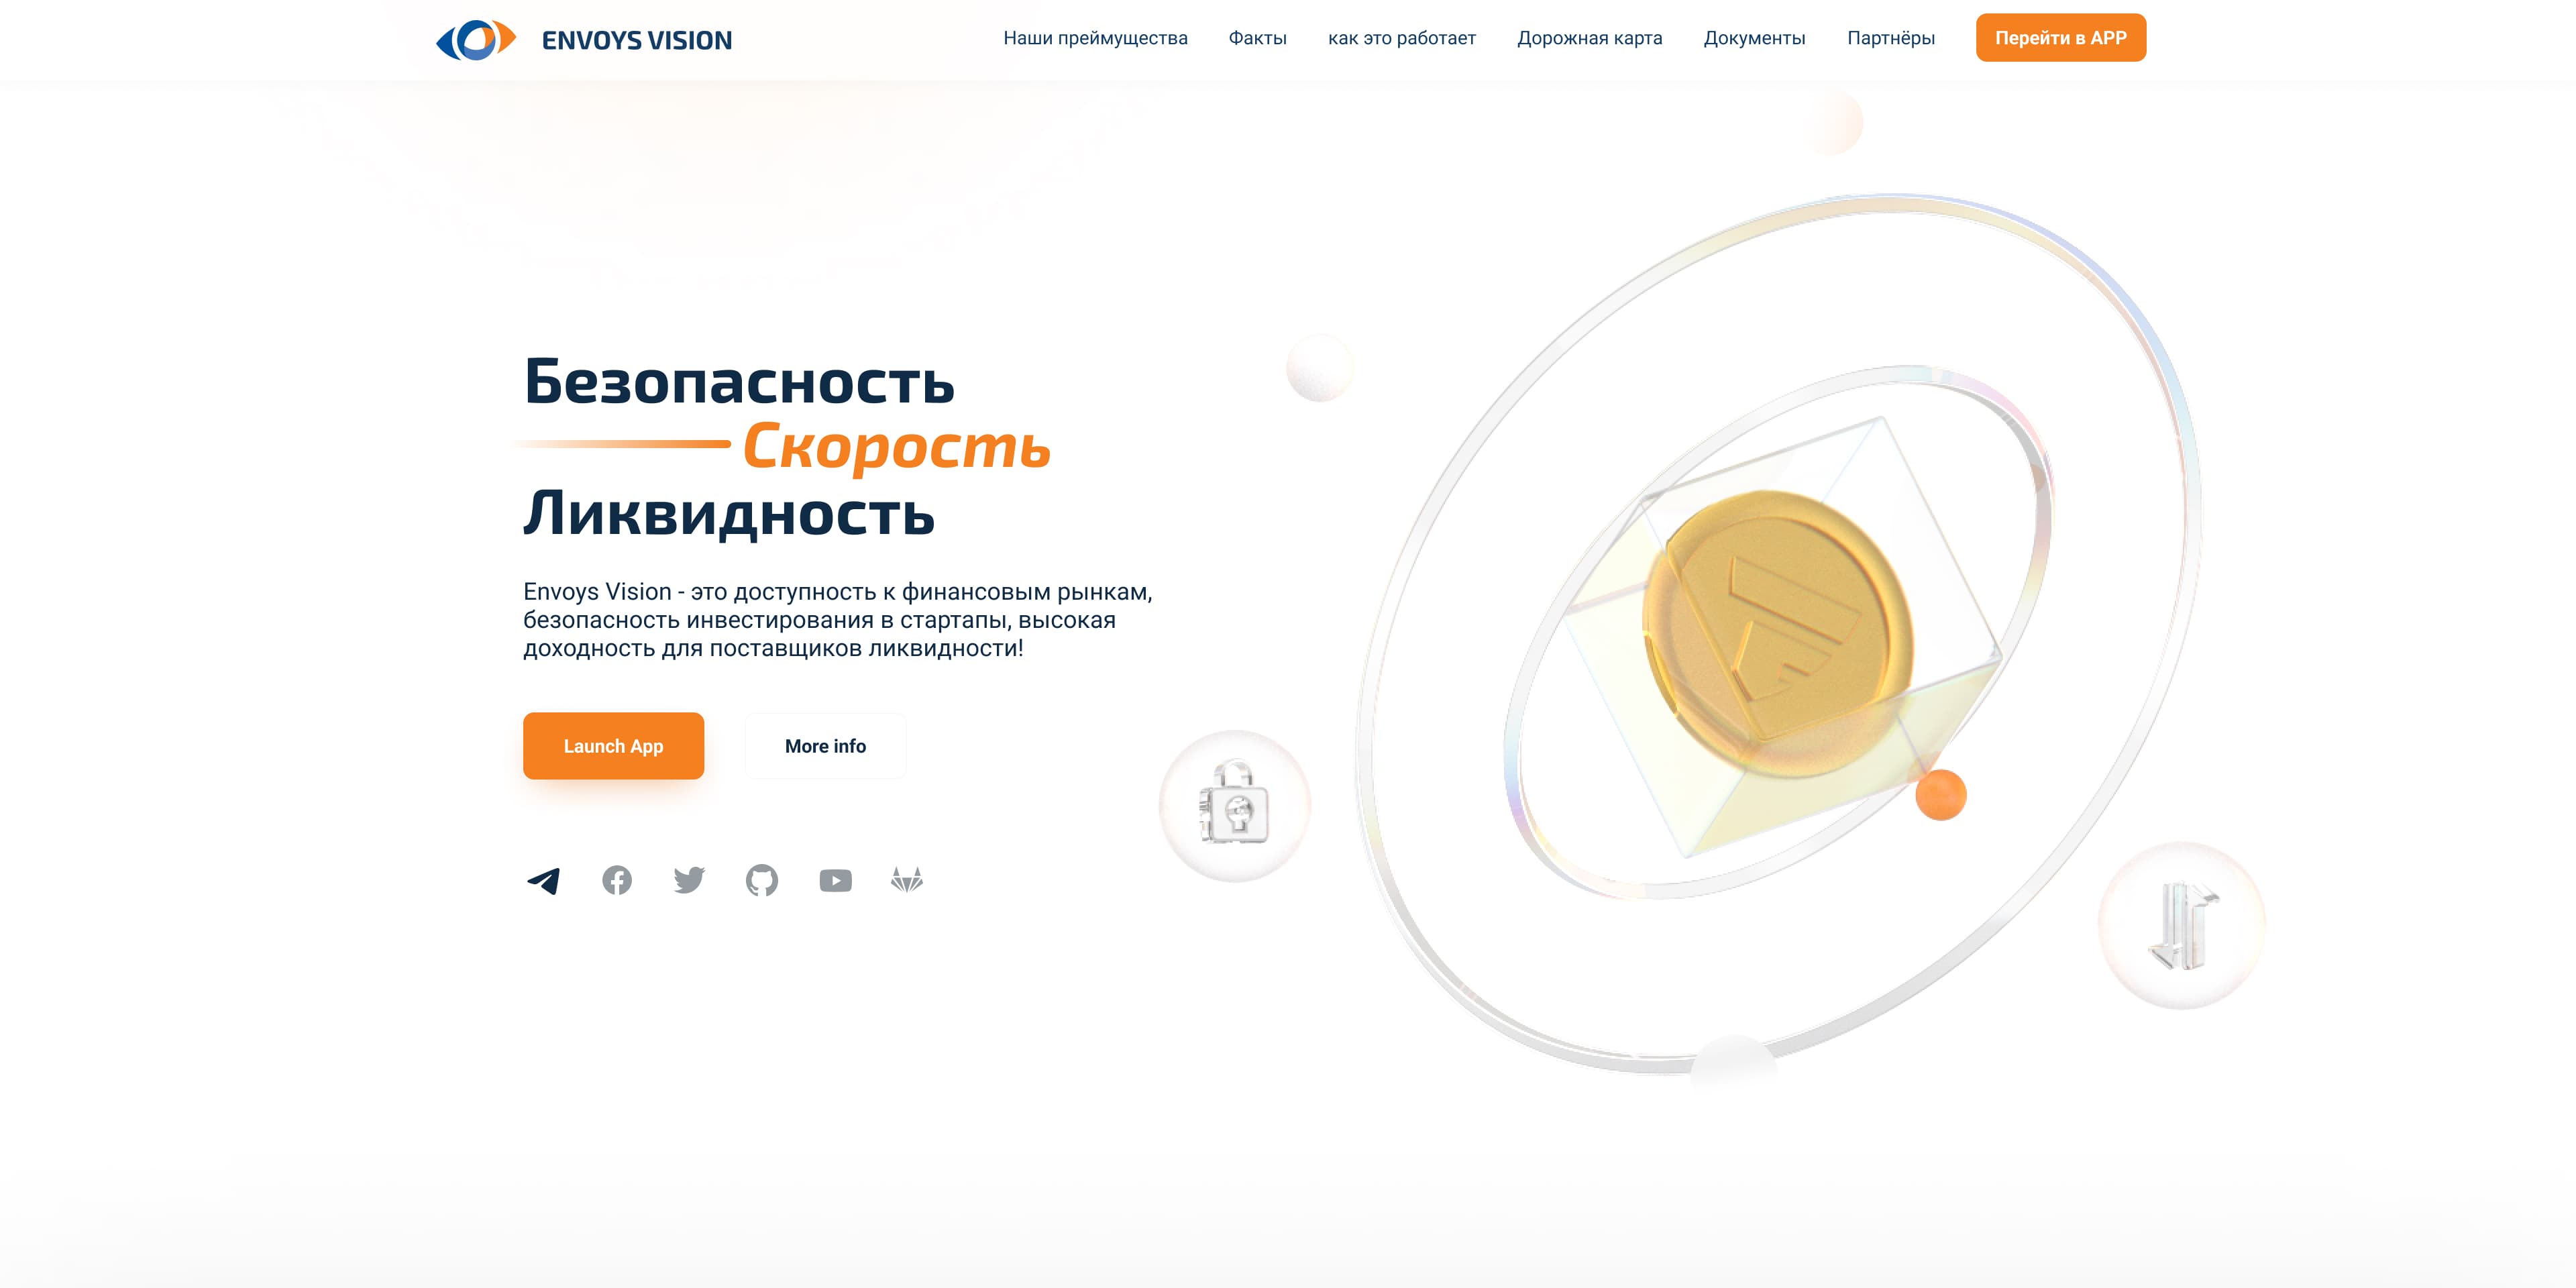 ENVOYS VISION
Наши преймущества
Факты
как это работает
Дорожная карта
Документы
Партнёры
Перейти в APP
Безопасность
Скорость
Ликвидность
Envoys Vision - это доступность к финансовым рынкам,
безопасность инвестирования в стартапы, высокая
доходность для поставщиков ликвидности!
Launch App
More info